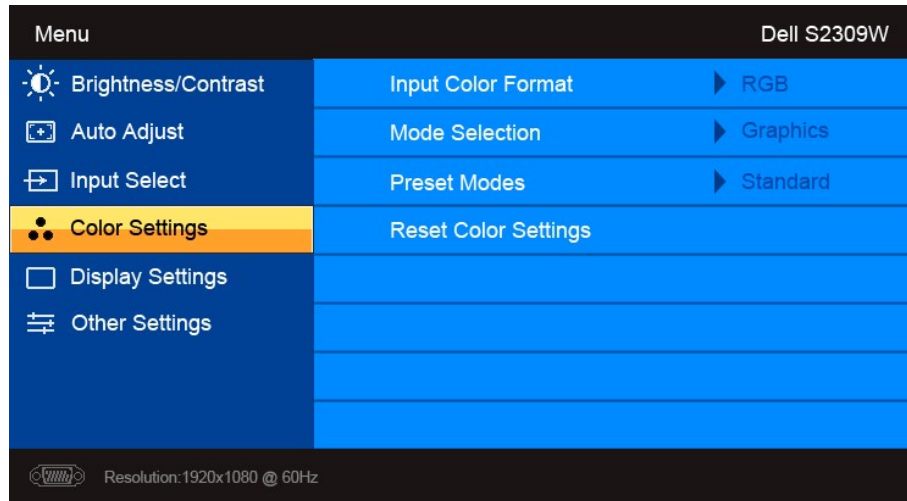 Menu Dell S2309W
Brightness/Contrast Input Color Format RGB
Auto Adjust Mode Selection Graphics
Input Select Preset Modes Standard
Color Settings Reset Color Settings
Display Settings
Other Settings
Resolution:1920x1080 @ 60Hz